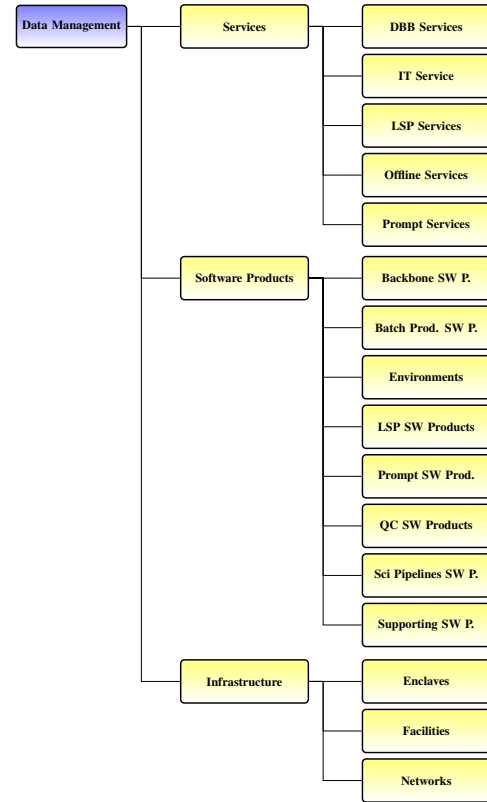 Data Management
Services
DBB Services
IT Service
LSP Services
Offline Services
Prompt Services
Software Products
Backbone SW P.
Batch Prod. SW P.
Environments
LSP SW Products
Prompt SW Prod.
QC SW Products
Sci Pipelines SW P.
Supporting SW P.
Infrastructure
Enclaves
Facilities
Networks